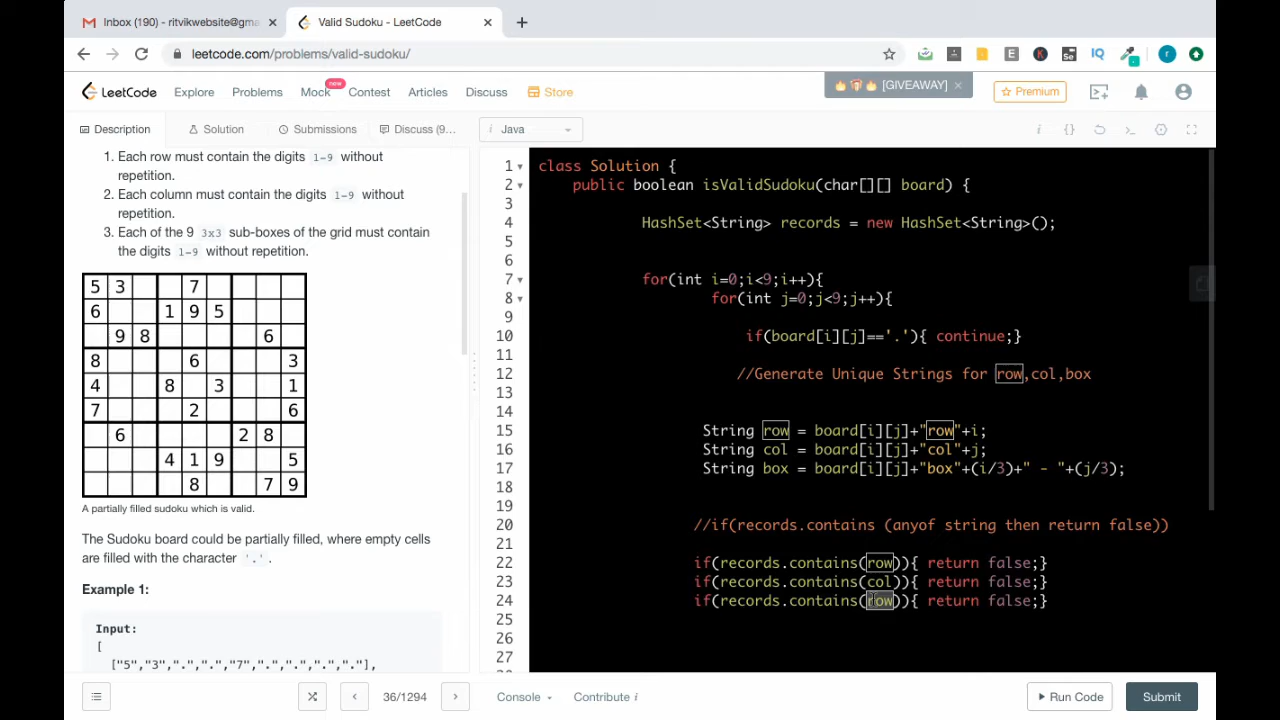 Inbox (190) - ritvikwebsite@gma
Valid Sudoku - LeetCode
leetcode.com/problems/valid-sudoku/
E
K
Se
IQ
r
LeetCode
Explore
Problems
Mock
new
Contest
Articles
Discuss
Store
[GIVEAWAY]
Premium
Description
Solution
Submissions
Discuss (9...
i Java
1. Each row must contain the digits 1-9 without
repetition.
2. Each column must contain the digits 1-9 without
repetition.
3. Each of the 9 3x3 sub-boxes of the grid must contain
the digits 1-9 without repetition.
5 3 7
6 1 9 5
9 8 6
8 6 3
4 8 3 1
7 2 6
6 2 8
4 1 9 5
8 7 9
A partially filled sudoku which is valid.
The Sudoku board could be partially filled, where empty cells
are filled with the character '.'.
Example 1:
Input:
[
["5","3",".",".","7",".",".",".","."],
1 class Solution {
2 public boolean isValidSudoku(char[][] board) {
3
4 HashSet<String> records = new HashSet<String>();
5
6
7 for(int i=0;i<9;i++){
8 for(int j=0;j<9;j++){
9
10 if(board[i][j]=='.'){ continue;}
11
12 //Generate Unique Strings for row,col,box
13
14
15 String row = board[i][j]+"row"+i;
16 String col = board[i][j]+"col"+j;
17 String box = board[i][j]+"box"+(i/3)+" - "+(j/3);
18
19
20 //if(records.contains (anyof string then return false))
21
22 if(records.contains(row)){ return false;}
23 if(records.contains(col)){ return false;}
24 if(records.contains(row)){ return false;}
25
26
27
36/1294
Console
Contribute i
Run Code
Submit